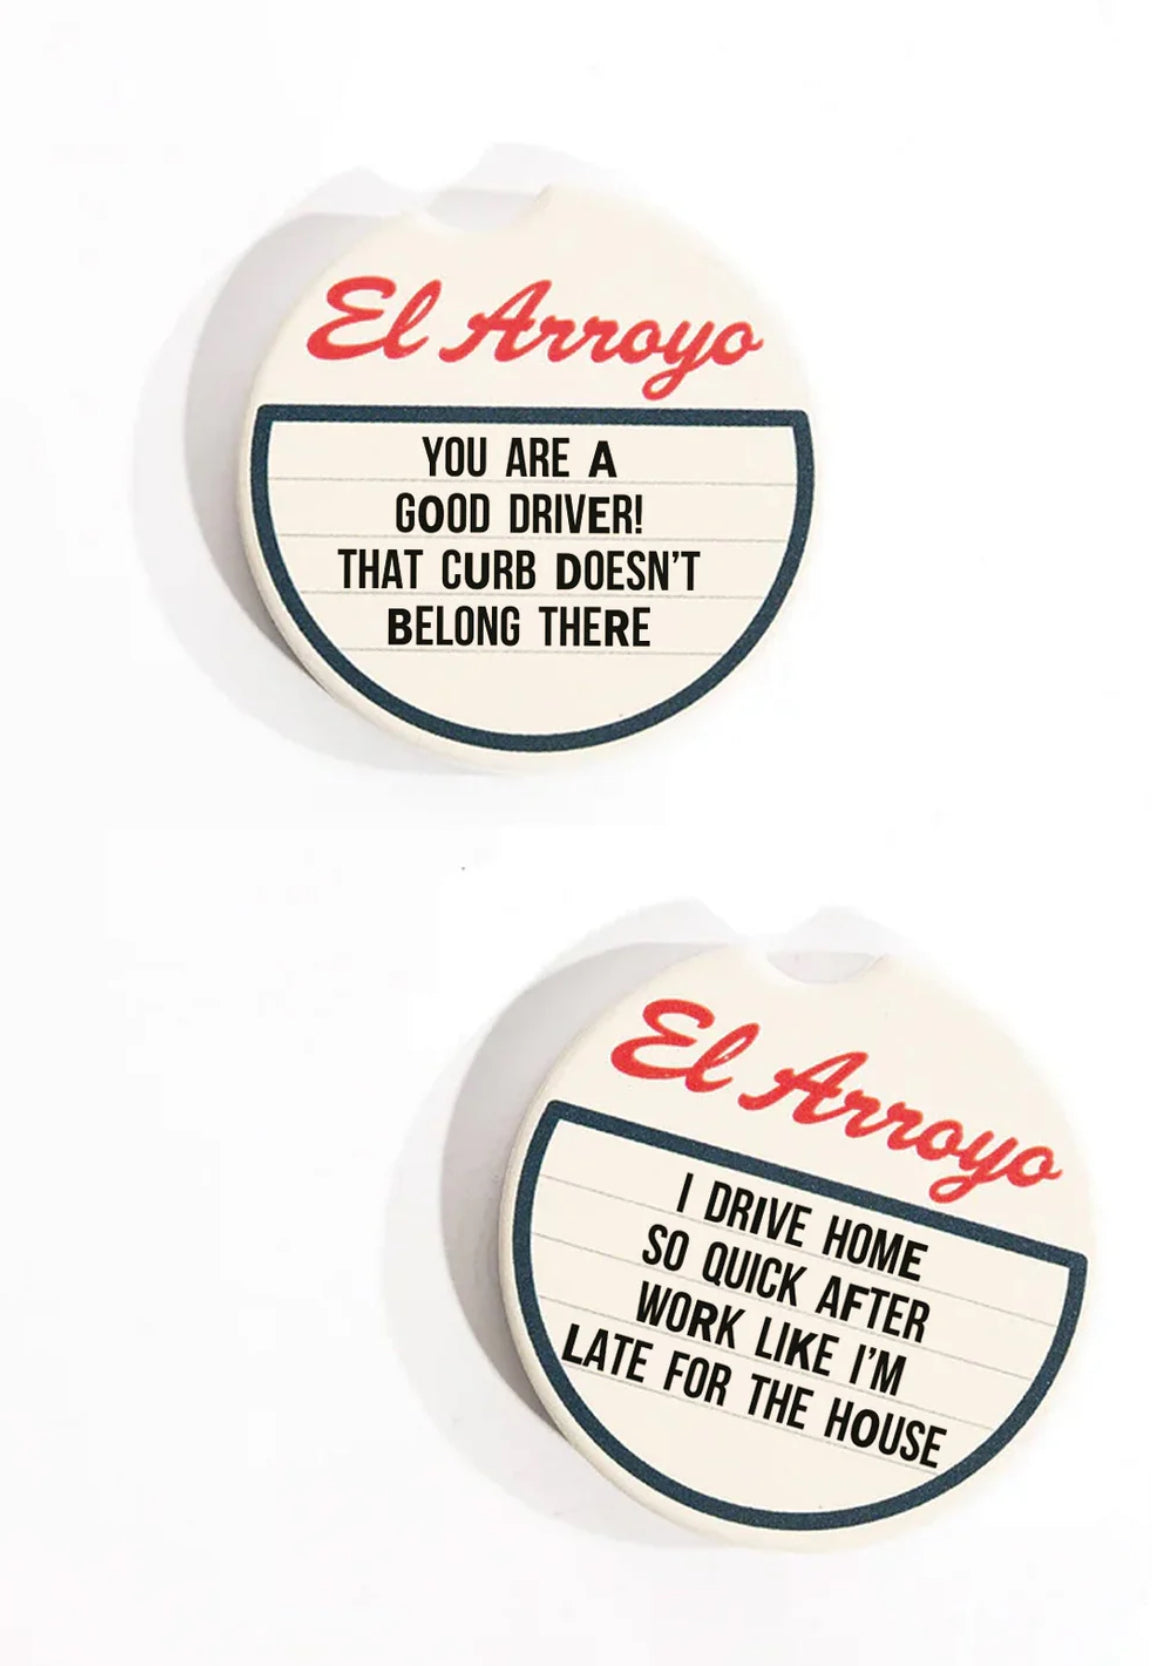 El Arroyo
YOU ARE A
GOOD DRIVER!
THAT CURB DOESN'T
BELONG THERE
El Arroyo
I DRIVE HOME
SO QUICK AFTER
WORK LIKE I'M
LATE FOR THE HOUSE